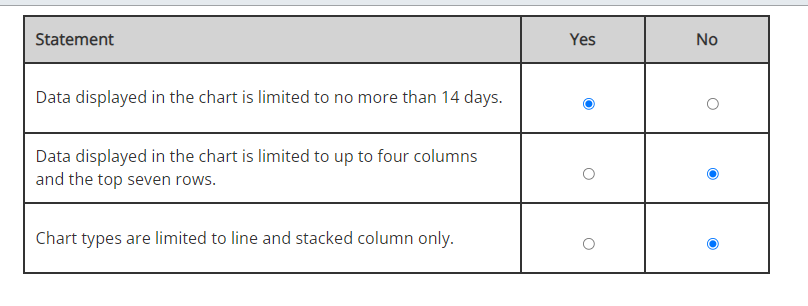 Statement Yes No
Data displayed in the chart is limited to no more than 14 days.
Data displayed in the chart is limited to up to four columns
and the top seven rows.
Chart types are limited to line and stacked column only.